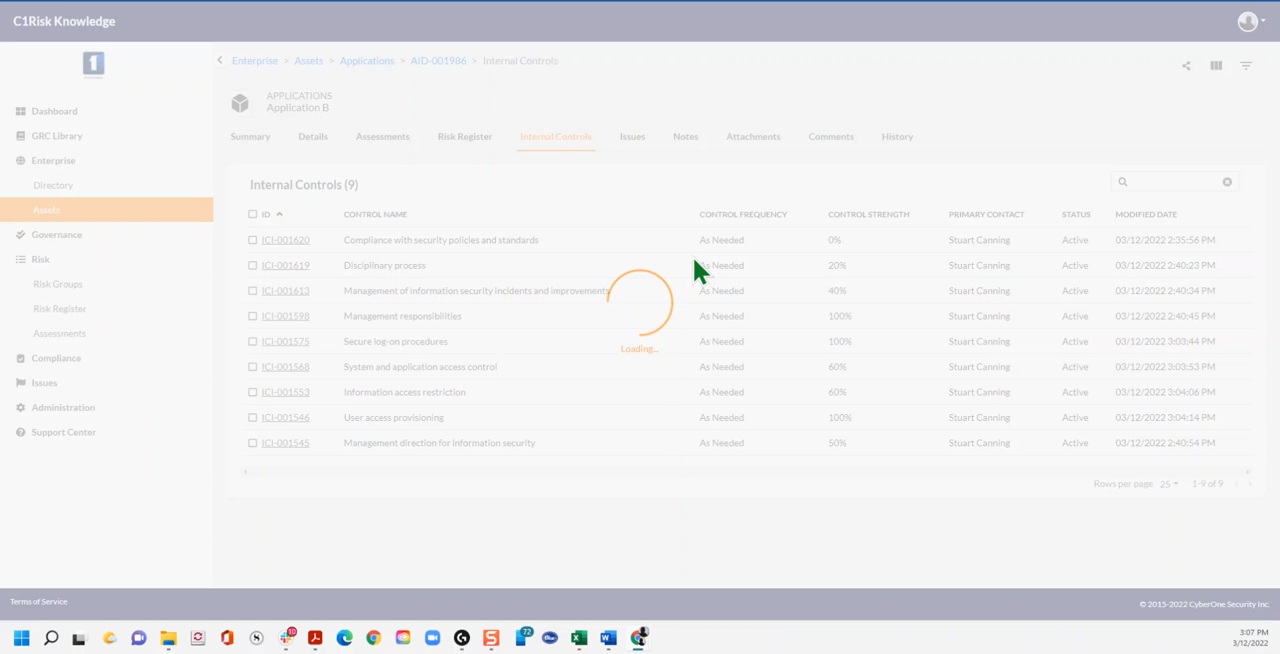 C1Risk Knowledge
1
Enterprise > Assets > Applications > AID-001986 > Internal Controls
APPLICATIONS
Application B
Dashboard
GRC Library
Enterprise
Directory
Assets
Governance
Risk
Risk Groups
Risk Register
Assessments
Compliance
Issues
Administration
Support Center
Summary Details Assessments Risk Register Internal Controls Issues Notes Attachments Comments History
Internal Controls (9)
ID CONTROL NAME CONTROL FREQUENCY CONTROL STRENGTH PRIMARY CONTACT STATUS MODIFIED DATE
ICI-001620 Compliance with security policies and standards As Needed 0% Stuart Canning Active 03/12/2022 2:35:56 PM
ICI-001619 Disciplinary process As Needed 20% Stuart Canning Active 03/12/2022 2:40:23 PM
ICI-001613 Management of information security incidents and improvements As Needed 40% Stuart Canning Active 03/12/2022 2:40:34 PM
ICI-001598 Management responsibilities As Needed 100% Stuart Canning Active 03/12/2022 2:40:45 PM
ICI-001575 Secure log-on procedures As Needed 100% Stuart Canning Active 03/12/2022 3:03:44 PM
ICI-001568 System and application access control As Needed 60% Stuart Canning Active 03/12/2022 3:03:53 PM
ICI-001553 Information access restriction As Needed 60% Stuart Canning Active 03/12/2022 3:04:06 PM
ICI-001546 User access provisioning As Needed 100% Stuart Canning Active 03/12/2022 3:04:14 PM
ICI-001545 Management direction for information security As Needed 50% Stuart Canning Active 03/12/2022 2:40:54 PM
Loading...
Rows per page 25 1-9 of 9
Terms of Service
© 2015-2022 CyberOne Security Inc.
10
72
3:07 PM
3/12/2022